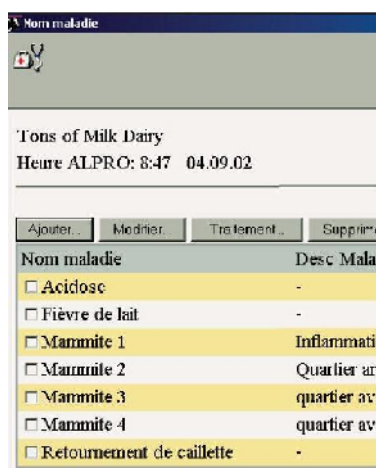 Nom maladie
Tons of Milk Dairy
Heure ALPRO: 8:47 04.09.02
Ajouter... Modifier... Traitement... Supprim
Nom maladie Desc Mala
Acidose -
Fièvre de lait -
Mammite 1 Inflammati
Mammite 2 Quartier ar
Mammite 3 quartier av
Mammite 4 quartier av
Retournement de caillette -